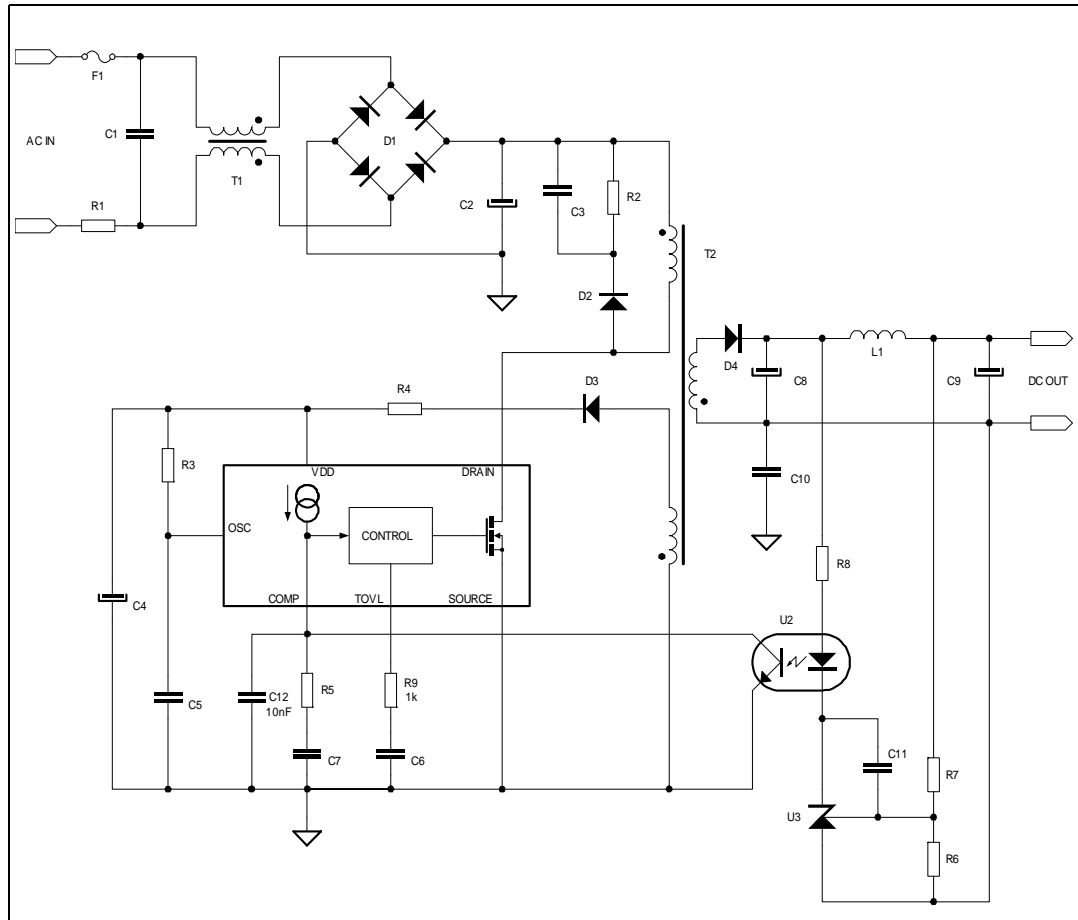 F1
C1
AC IN
T1
D1
R1
C2
C3
R2
D2
T2
D4
L1
C8
C9
DC OUT
D3
R4
R3
VDD
DRAIN
OSC
CONTROL
COMP
TOVL
SOURCE
C10
R8
C4
U2
C5
C12
10nF
R5
R9
1k
C7
C6
C11
R7
U3
R6